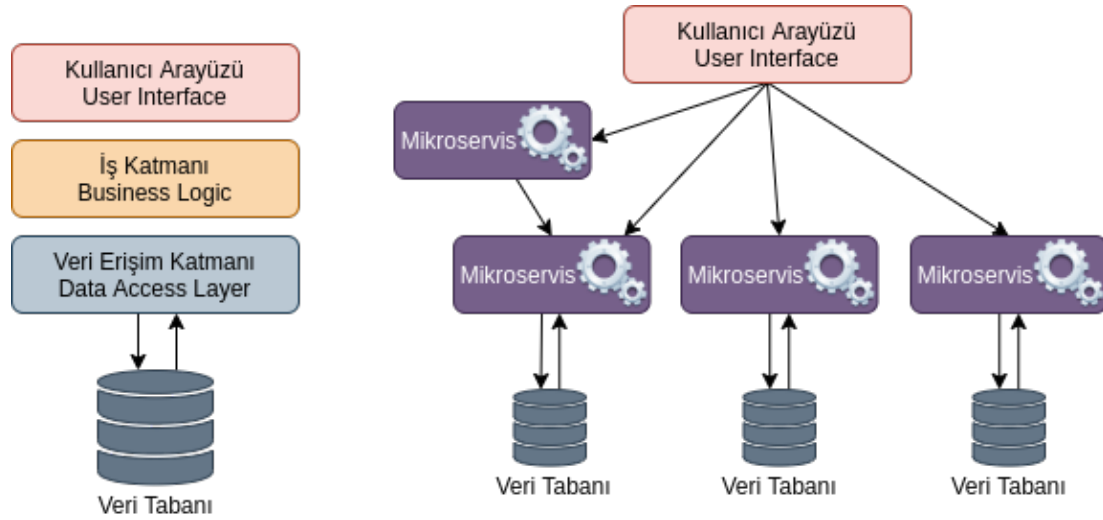 Kullanıcı Arayüzü
User Interface
İş Katmanı
Business Logic
Veri Erişim Katmanı
Data Access Layer
Veri Tabanı
Kullanıcı Arayüzü
User Interface
Mikroservis
Mikroservis
Mikroservis
Mikroservis
Veri Tabanı
Veri Tabanı
Veri Tabanı